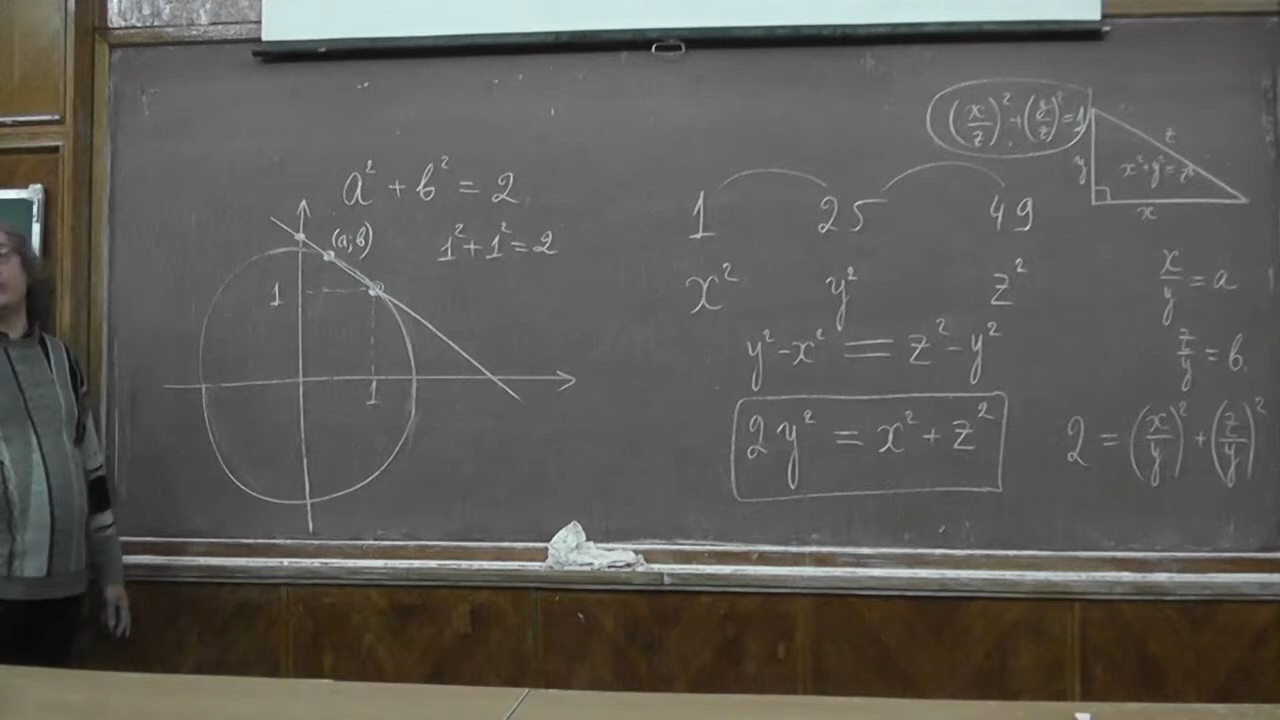 a² + b² = 2
1² + 1² = 2
(a; b)
1
1
1 25 49
x² y² z²
y² - x² = z² - y²
2y² = x² + z²
(x/z)² + (y/z)² = 1
z
y
x² + y² = z²
x
x/y = a
z/y = b
2 = (x/y)² + (z/y)²